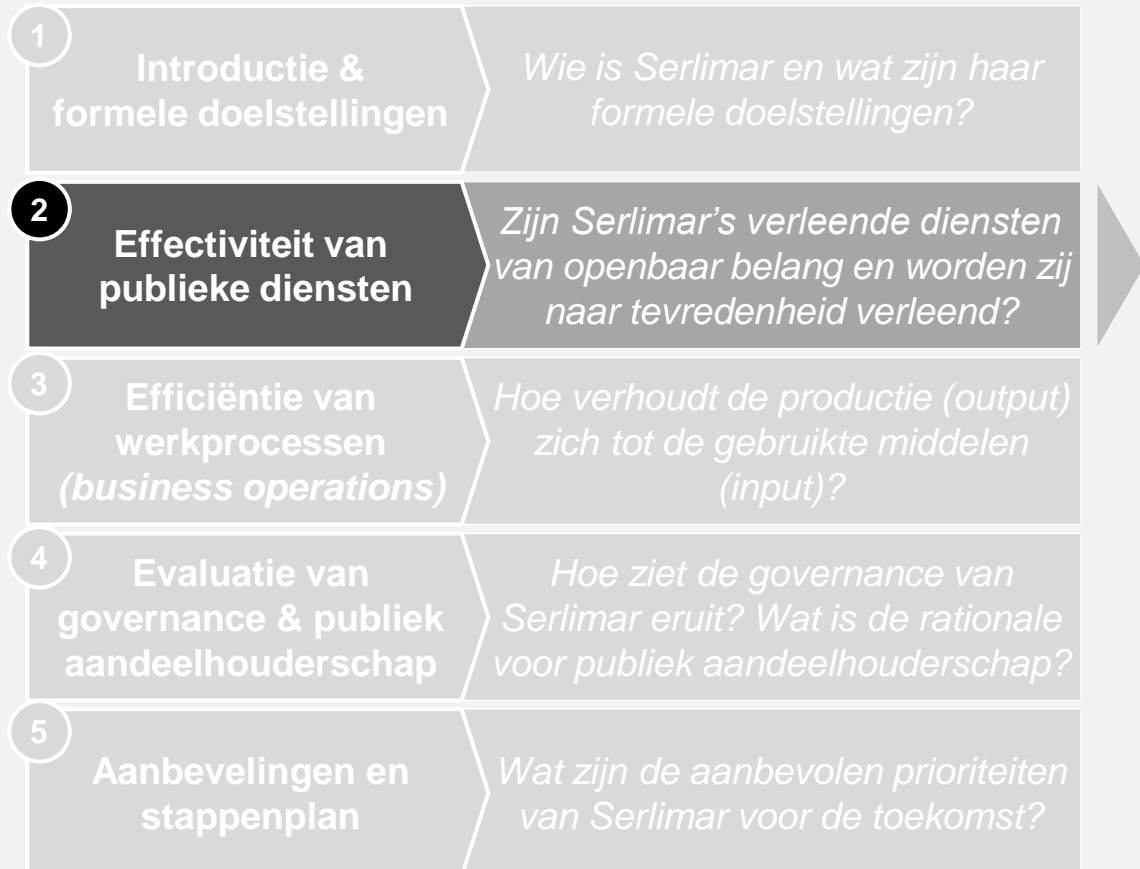 1
Introductie &
formele doelstellingen
Wie is Serlimar en wat zijn haar
formele doelstellingen?
2
Effectiviteit van
publieke diensten
Zijn Serlimar’s verleende diensten
van openbaar belang en worden zij
naar tevredenheid verleend?
3
Efficiëntie van
werkprocessen
(business operations)
Hoe verhoudt de productie (output)
zich tot de gebruikte middelen
(input)?
4
Evaluatie van
governance & publiek
aandeelhouderschap
Hoe ziet de governance van
Serlimar eruit? Wat is de rationale
voor publiek aandeelhouderschap?
5
Aanbevelingen en
stappenplan
Wat zijn de aanbevolen prioriteiten
van Serlimar voor de toekomst?